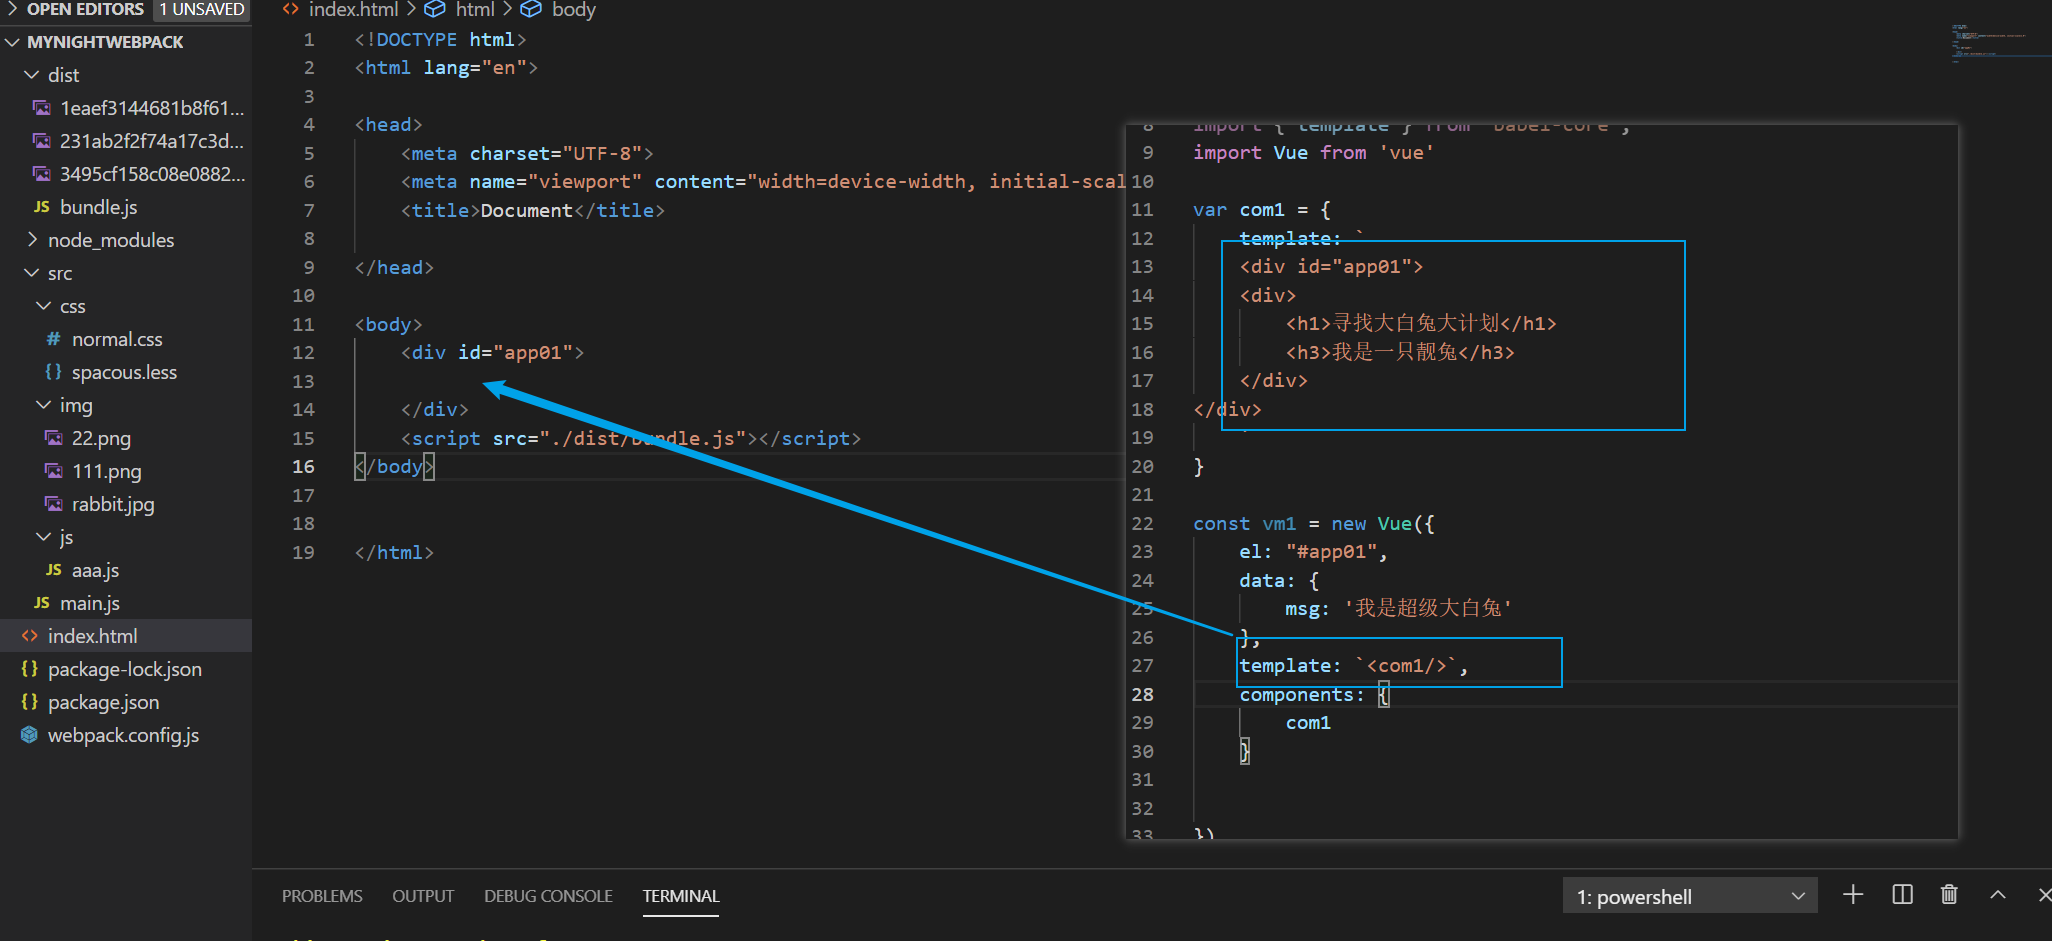 OPEN EDITORS 1 UNSAVED
MYNIGHTWEBPACK
dist
1eaef3144681b8f61...
231ab2f2f74a17c3d...
3495cf158c08e0882...
JS bundle.js
node_modules
src
css
# normal.css
{} spacous.less
img
22.png
111.png
rabbit.jpg
js
JS aaa.js
JS main.js
<> index.html
{} package-lock.json
{} package.json
webpack.config.js
<> index.html > html > body
1 <!DOCTYPE html>
2 <html lang="en">
3
4 <head>
5 <meta charset="UTF-8">
6 <meta name="viewport" content="width=device-width, initial-scal
7 <title>Document</title>
8
9 </head>
10
11 <body>
12 <div id="app01">
13
14 </div>
15 <script src="./dist/bundle.js"></script>
16 </body>
17
18
19 </html>
8 import { template } from 'babel-core';
9 import Vue from 'vue'
10
11 var com1 = {
12 template: `
13 <div id="app01">
14 <div>
15 <h1>寻找大白兔大计划</h1>
16 <h3>我是一只靓兔</h3>
17 </div>
18 </div>
19
20 }
21
22 const vm1 = new Vue({
23 el: "#app01",
24 data: {
25 msg: '我是超级大白兔'
26 },
27 template: `<com1/>`,
28 components: {
29 com1
30 }
31
32
33 })
PROBLEMS OUTPUT DEBUG CONSOLE TERMINAL
1: powershell